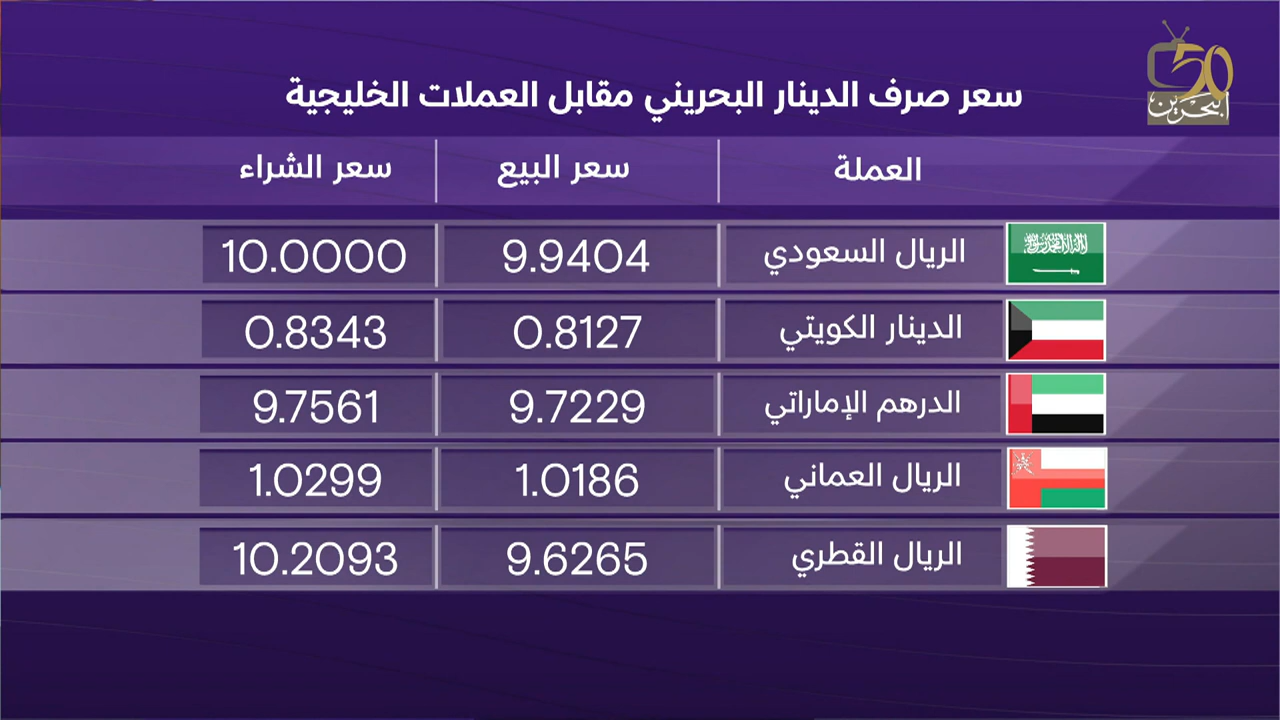 50
البحرين
سعر صرف الدينار البحريني مقابل العملات الخليجية
العملة سعر البيع سعر الشراء
الريال السعودي 9.9404 10.0000
الدينار الكويتي 0.8127 0.8343
الدرهم الإماراتي 9.7229 9.7561
الريال العماني 1.0186 1.0299
الريال القطري 9.6265 10.2093